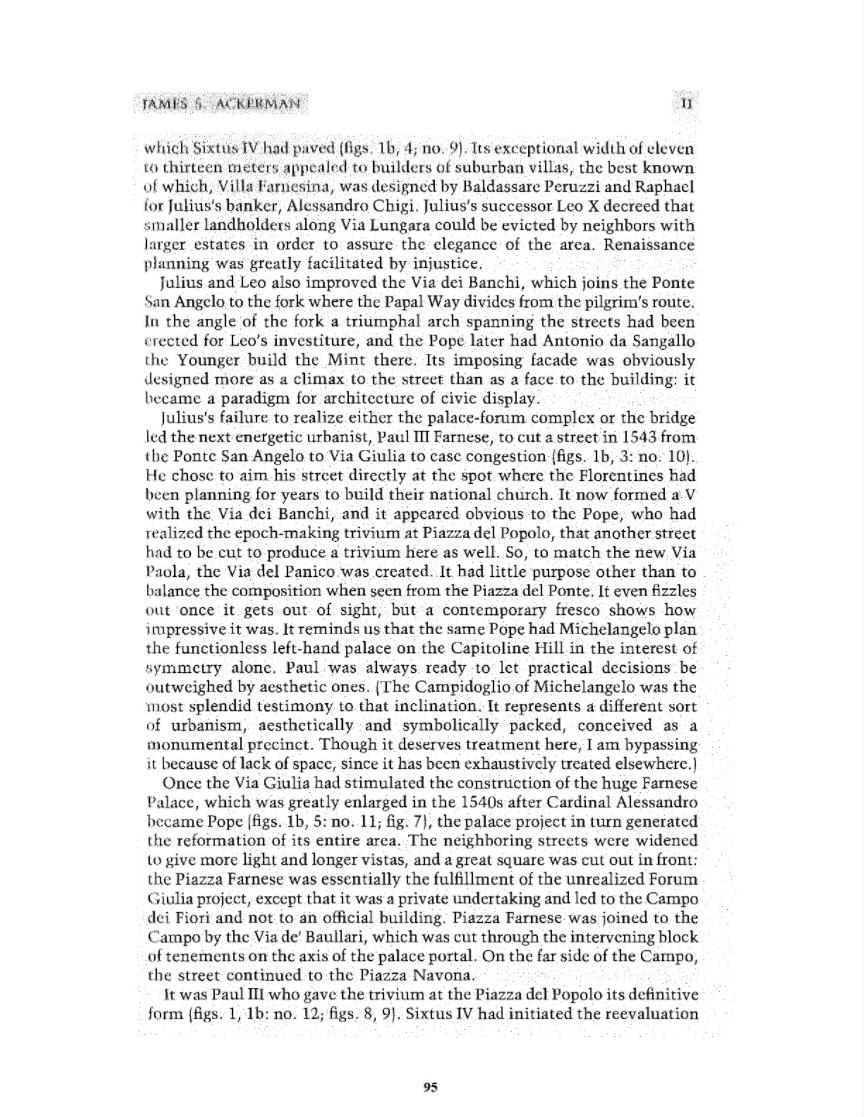 JAMES S. ACKERMAN
II
which Sixtus IV had paved (figs. 1b, 4; no. 9). Its exceptional width of eleven
to thirteen meters appealed to builders of suburban villas, the best known
of which, Villa Farnesina, was designed by Baldassare Peruzzi and Raphael
for Julius's banker, Alessandro Chigi. Julius's successor Leo X decreed that
smaller landholders along Via Lungara could be evicted by neighbors with
larger estates in order to assure the elegance of the area. Renaissance
planning was greatly facilitated by injustice.
Julius and Leo also improved the Via dei Banchi, which joins the Ponte
San Angelo to the fork where the Papal Way divides from the pilgrim's route.
In the angle of the fork a triumphal arch spanning the streets had been
erected for Leo's investiture, and the Pope later had Antonio da Sangallo
the Younger build the Mint there. Its imposing facade was obviously
designed more as a climax to the street than as a face to the building: it
became a paradigm for architecture of civic display.
Julius's failure to realize either the palace-forum complex or the bridge
led the next energetic urbanist, Paul III Farnese, to cut a street in 1543 from
the Ponte San Angelo to Via Giulia to ease congestion (figs. 1b, 3: no. 10).
He chose to aim his street directly at the spot where the Florentines had
been planning for years to build their national church. It now formed a V
with the Via dei Banchi, and it appeared obvious to the Pope, who had
realized the epoch-making trivium at Piazza del Popolo, that another street
had to be cut to produce a trivium here as well. So, to match the new Via
Paola, the Via del Panico was created. It had little purpose other than to
balance the composition when seen from the Piazza del Ponte. It even fizzles
out once it gets out of sight, but a contemporary fresco shows how
impressive it was. It reminds us that the same Pope had Michelangelo plan
the functionless left-hand palace on the Capitoline Hill in the interest of
symmetry alone. Paul was always ready to let practical decisions be
outweighed by aesthetic ones. (The Campidoglio of Michelangelo was the
most splendid testimony to that inclination. It represents a different sort
of urbanism, aesthetically and symbolically packed, conceived as a
monumental precinct. Though it deserves treatment here, I am bypassing
it because of lack of space, since it has been exhaustively treated elsewhere.)
Once the Via Giulia had stimulated the construction of the huge Farnese
Palace, which was greatly enlarged in the 1540s after Cardinal Alessandro
became Pope (figs. 1b, 5: no. 11; fig. 7), the palace project in turn generated
the reformation of its entire area. The neighboring streets were widened
to give more light and longer vistas, and a great square was cut out in front:
the Piazza Farnese was essentially the fulfillment of the unrealized Forum
Giulia project, except that it was a private undertaking and led to the Campo
dei Fiori and not to an official building. Piazza Farnese was joined to the
Campo by the Via de' Baullari, which was cut through the intervening block
of tenements on the axis of the palace portal. On the far side of the Campo,
the street continued to the Piazza Navona.
It was Paul III who gave the trivium at the Piazza del Popolo its definitive
form (figs. 1, 1b: no. 12; figs. 8, 9). Sixtus IV had initiated the reevaluation
95